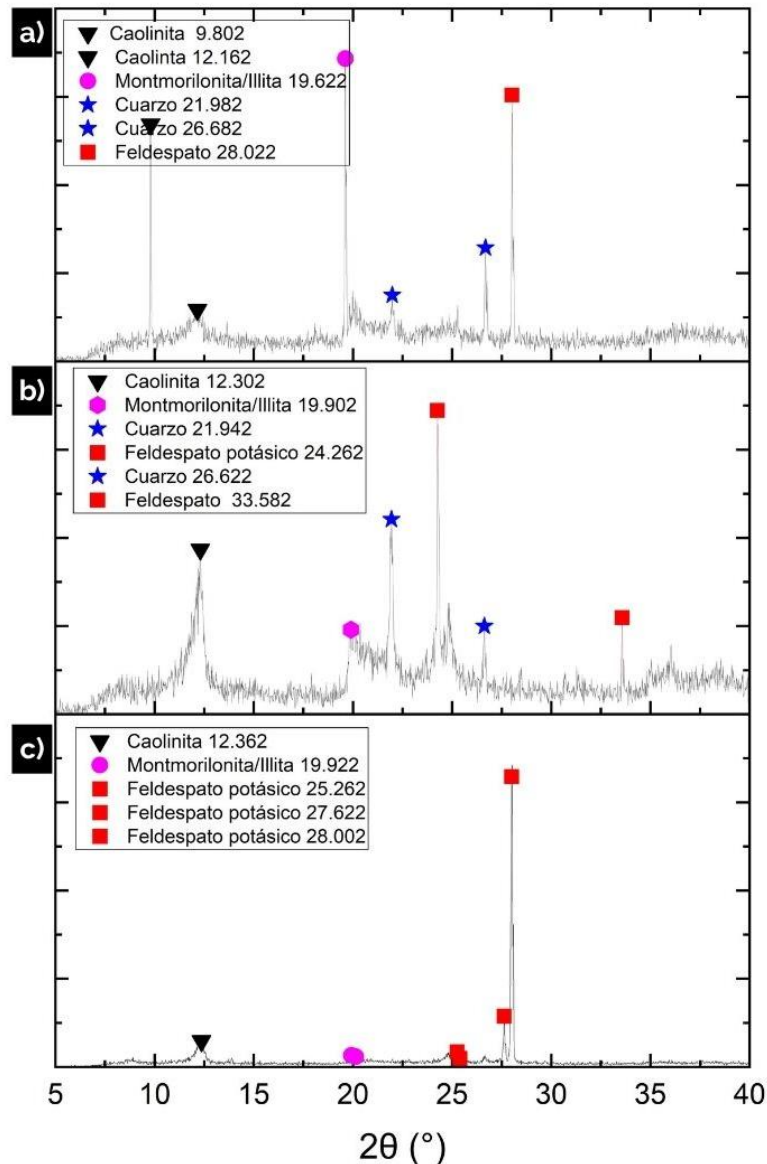 a)
Caolinita 9.802
Caolinta 12.162
Montmorilonita/Illita 19.622
Cuarzo 21.982
Cuarzo 26.682
Feldespato 28.022
b)
Caolinita 12.302
Montmorilonita/Illita 19.902
Cuarzo 21.942
Feldespato potásico 24.262
Cuarzo 26.622
Feldespato 33.582
c)
Caolinita 12.362
Montmorilonita/Illita 19.922
Feldespato potásico 25.262
Feldespato potásico 27.622
Feldespato potásico 28.002
5 10 15 20 25 30 35 40
2θ (°)